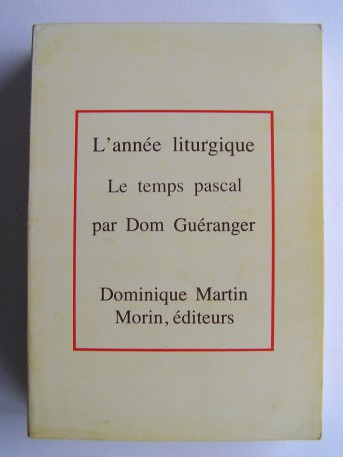 L'année liturgique
Le temps pascal
par Dom Guéranger
Dominique Martin
Morin, éditeurs